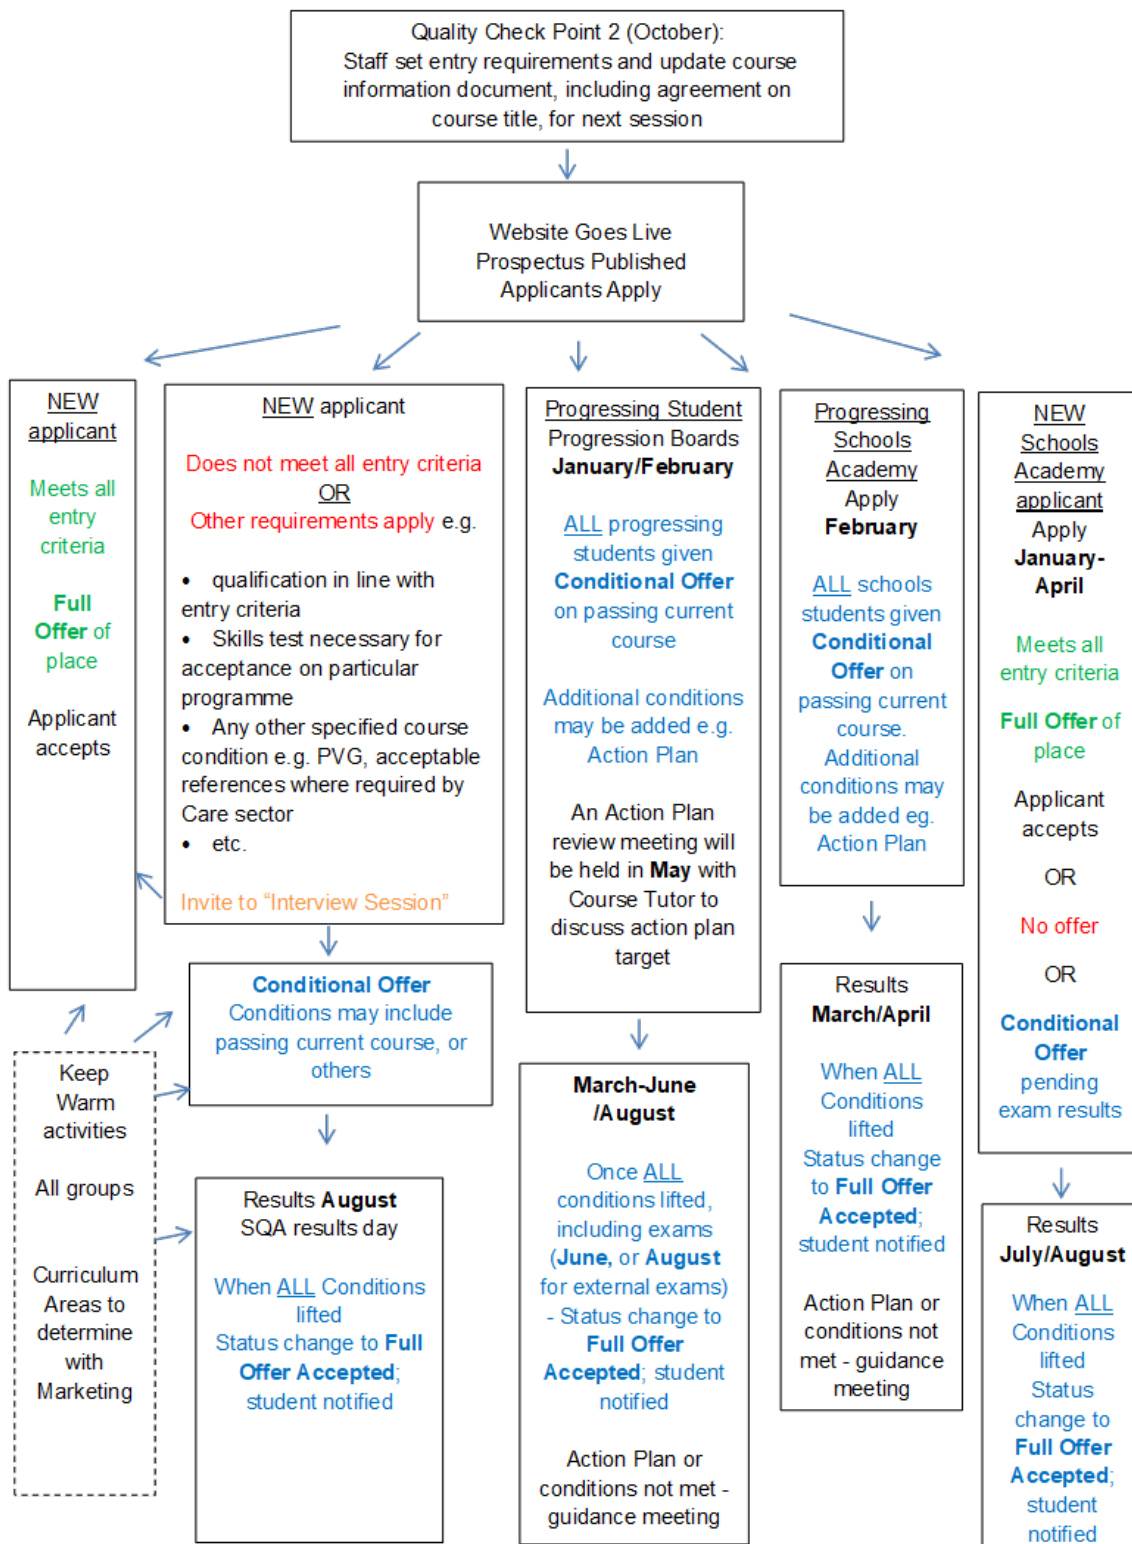 Quality Check Point 2 (October):
Staff set entry requirements and update course
information document, including agreement on
course title, for next session
Website Goes Live
Prospectus Published
Applicants Apply
NEW
applicant
Meets all
entry
criteria
Full
Offer of
place
Applicant
accepts
NEW applicant
Does not meet all entry criteria
OR
Other requirements apply e.g.
• qualification in line with
entry criteria
• Skills test necessary for
acceptance on particular
programme
• Any other specified course
condition e.g. PVG, acceptable
references where required by
Care sector
• etc.
Invite to “Interview Session”
Progressing Student
Progression Boards
January/February
ALL progressing
students given
Conditional Offer
on passing current
course
Additional conditions
may be added e.g.
Action Plan
An Action Plan
review meeting will
be held in May with
Course Tutor to
discuss action plan
target
Progressing
Schools
Academy
Apply
February
ALL schools
students given
Conditional
Offer on
passing current
course.
Additional
conditions may
be added eg.
Action Plan
NEW
Schools
Academy
applicant
Apply
January-
April
Meets all
entry criteria
Full Offer of
place
Applicant
accepts
OR
No offer
OR
Conditional
Offer
pending
exam results
Conditional Offer
Conditions may include
passing current course, or
others
Keep
Warm
activities
All groups
Curriculum
Areas to
determine
with
Marketing
Results August
SQA results day
When ALL Conditions
lifted
Status change to Full
Offer Accepted;
student notified
March-June
/August
Once ALL
conditions lifted,
including exams
(June, or August
for external exams)
- Status change to
Full Offer
Accepted; student
notified
Action Plan or
conditions not met -
guidance meeting
Results
March/April
When ALL
Conditions
lifted
Status change
to Full Offer
Accepted;
student notified
Action Plan or
conditions not
met - guidance
meeting
Results
July/August
When ALL
Conditions
lifted
Status
change to
Full Offer
Accepted;
student
notified